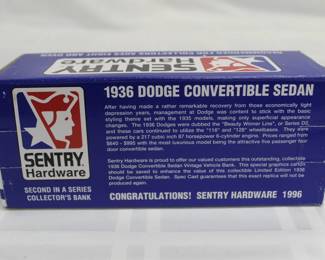 SENTRY
Hardware
FOR COLLECTORS AGES EIGHT AND OVER
1936 DODGE CONVERTIBLE SEDAN
After having made a rather remarkable recovery from those economically light
depression years, management at Dodge was content to stick with the basic
styling theme set with the 1935 models, making only superficial appearance
changes. The 1936 Dodges were dubbed the "Beauty Winner Line", or Series D2,
and these cars continued to utilize the "116" and "128" wheelbases. They were
powered by a 217 cubic inch 87 horsepower 6-cylinder engine. Prices ranged from
$640 - $995 with the most luxurious model being the attractive five passenger four
door convertible sedan.
Sentry Hardware is proud to offer our valued customers this outstanding, collectible
1936 Dodge Convertible Sedan Vintage Vehicle Bank. This special graphics carton
should be saved to enhance the value of this collectible Limited Edition 1936
Dodge Convertible Sedan. Spec Cast guarantees that this exact replica will not be
produced again.
CONGRATULATIONS! SENTRY HARDWARE 1996
SENTRY
Hardware
SECOND IN A SERIES
COLLECTOR'S BANK